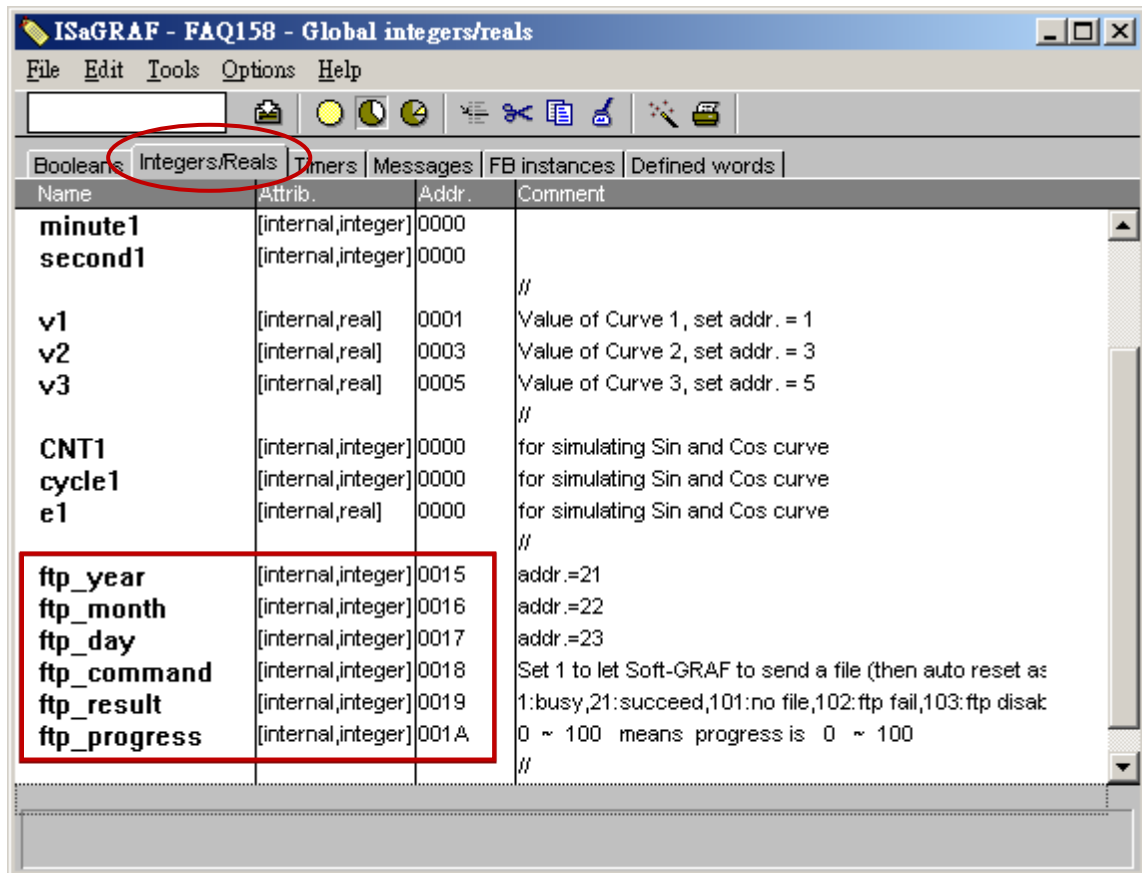 ISaGRAF - FAQ158 - Global integers/reals
File Edit Tools Options Help
Booleans Integers/Reals Timers Messages FB instances Defined words
Name Attrib. Addr. Comment
minute1 [internal,integer] 0000
second1 [internal,integer] 0000
//
v1 [internal,real] 0001 Value of Curve 1, set addr. = 1
v2 [internal,real] 0003 Value of Curve 2, set addr. = 3
v3 [internal,real] 0005 Value of Curve 3, set addr. = 5
//
CNT1 [internal,integer] 0000 for simulating Sin and Cos curve
cycle1 [internal,integer] 0000 for simulating Sin and Cos curve
e1 [internal,real] 0000 for simulating Sin and Cos curve
//
ftp_year [internal,integer] 0015 addr.=21
ftp_month [internal,integer] 0016 addr.=22
ftp_day [internal,integer] 0017 addr.=23
ftp_command [internal,integer] 0018 Set 1 to let Soft-GRAF to send a file (then auto reset as
ftp_result [internal,integer] 0019 1:busy,21:succeed,101:no file,102:ftp fail,103:ftp disab
ftp_progress [internal,integer] 001A 0 ~ 100 means progress is 0 ~ 100
//